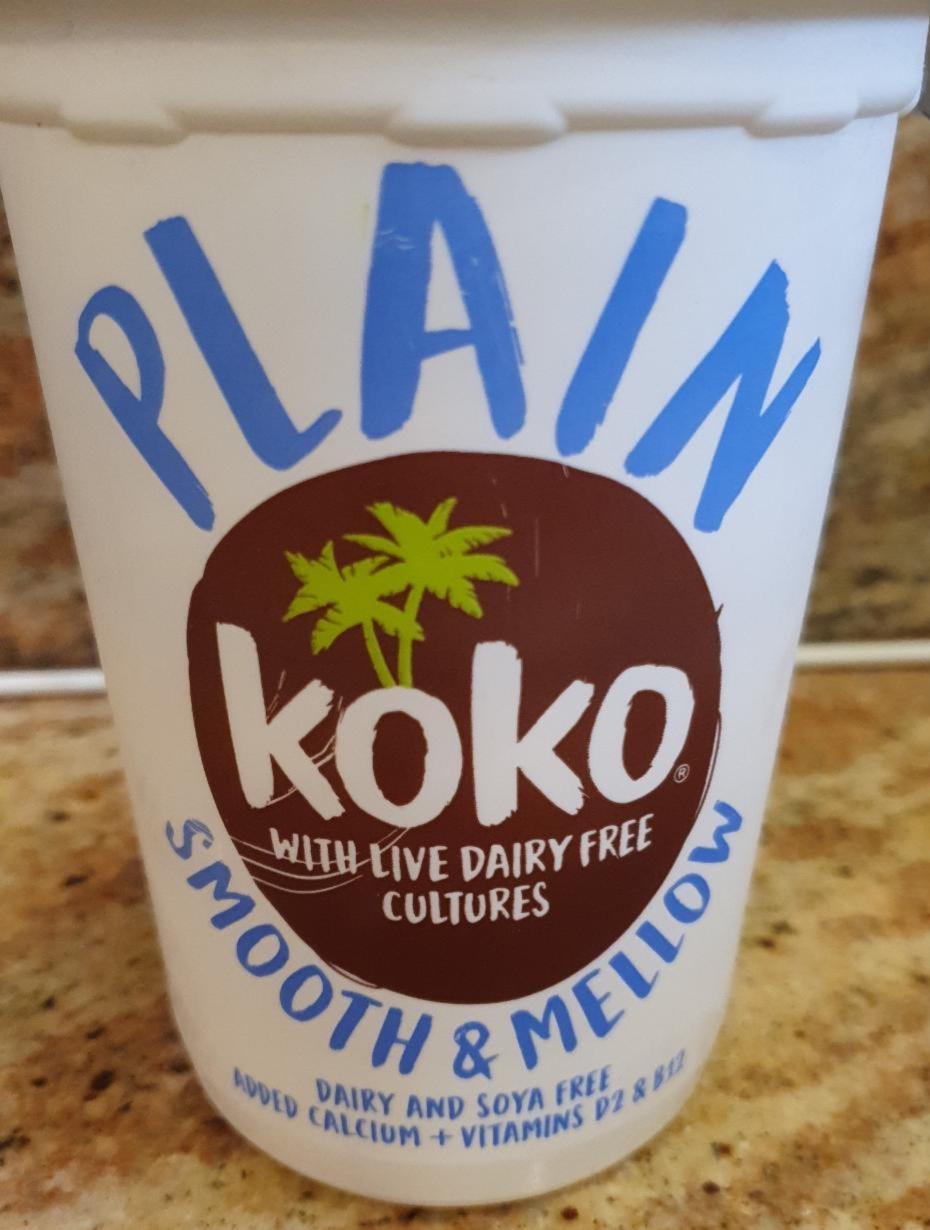 PLAIN
koko®
WITH LIVE DAIRY FREE
CULTURES
SMOOTH & MELLOW
DAIRY AND SOYA FREE
ADDED CALCIUM + VITAMINS D2 & B12